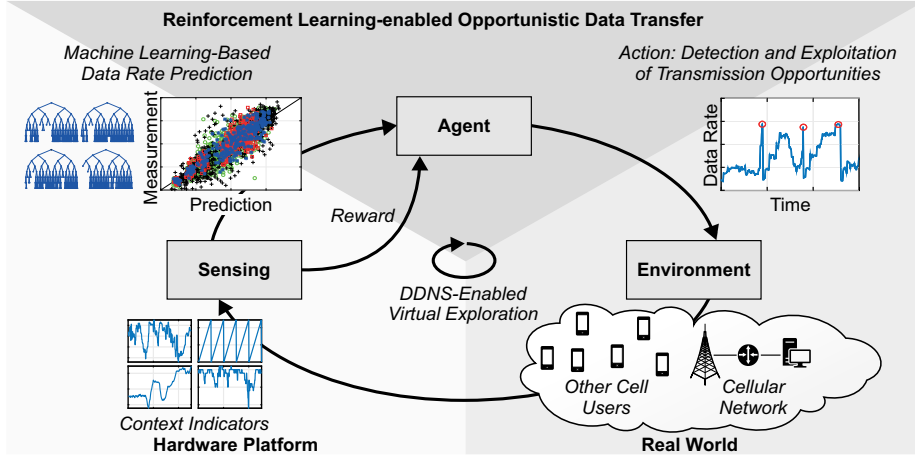 Reinforcement Learning-enabled Opportunistic Data Transfer
Machine Learning-Based
Data Rate Prediction
Action: Detection and Exploitation
of Transmission Opportunities
Measurement
Prediction
Agent
Data Rate
Time
Reward
Sensing
Environment
DDNS-Enabled
Virtual Exploration
Other Cell
Users
Cellular
Network
Context Indicators
Hardware Platform
Real World